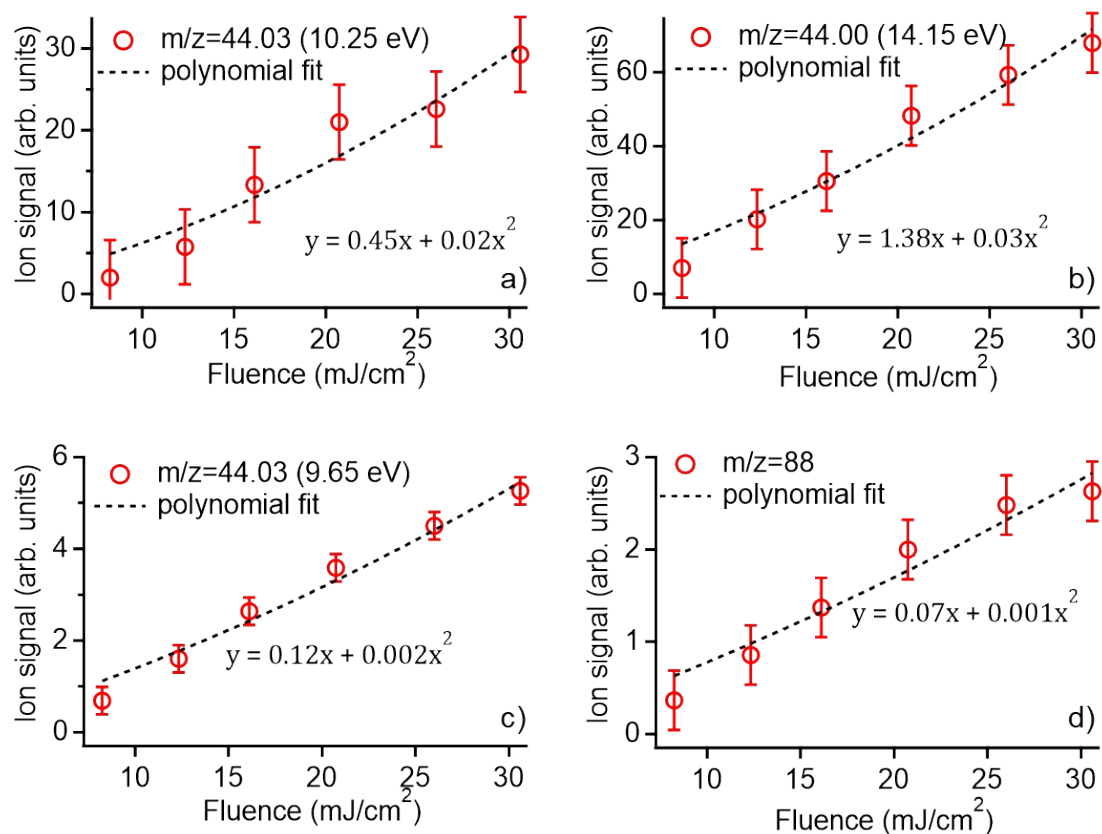 Ion signal (arb. units)
30
20
10
0
m/z=44.03 (10.25 eV)
polynomial fit
y = 0.45x + 0.02x²
a)
10
15
20
25
30
Fluence (mJ/cm²)
Ion signal (arb. units)
60
40
20
0
m/z=44.00 (14.15 eV)
polynomial fit
y = 1.38x + 0.03x²
b)
10
15
20
25
30
Fluence (mJ/cm²)
Ion signal (arb. units)
6
4
2
0
m/z=44.03 (9.65 eV)
polynomial fit
y = 0.12x + 0.002x²
c)
10
15
20
25
30
Fluence (mJ/cm²)
Ion signal (arb. units)
3
2
1
0
m/z=88
polynomial fit
y = 0.07x + 0.001x²
d)
10
15
20
25
30
Fluence (mJ/cm²)